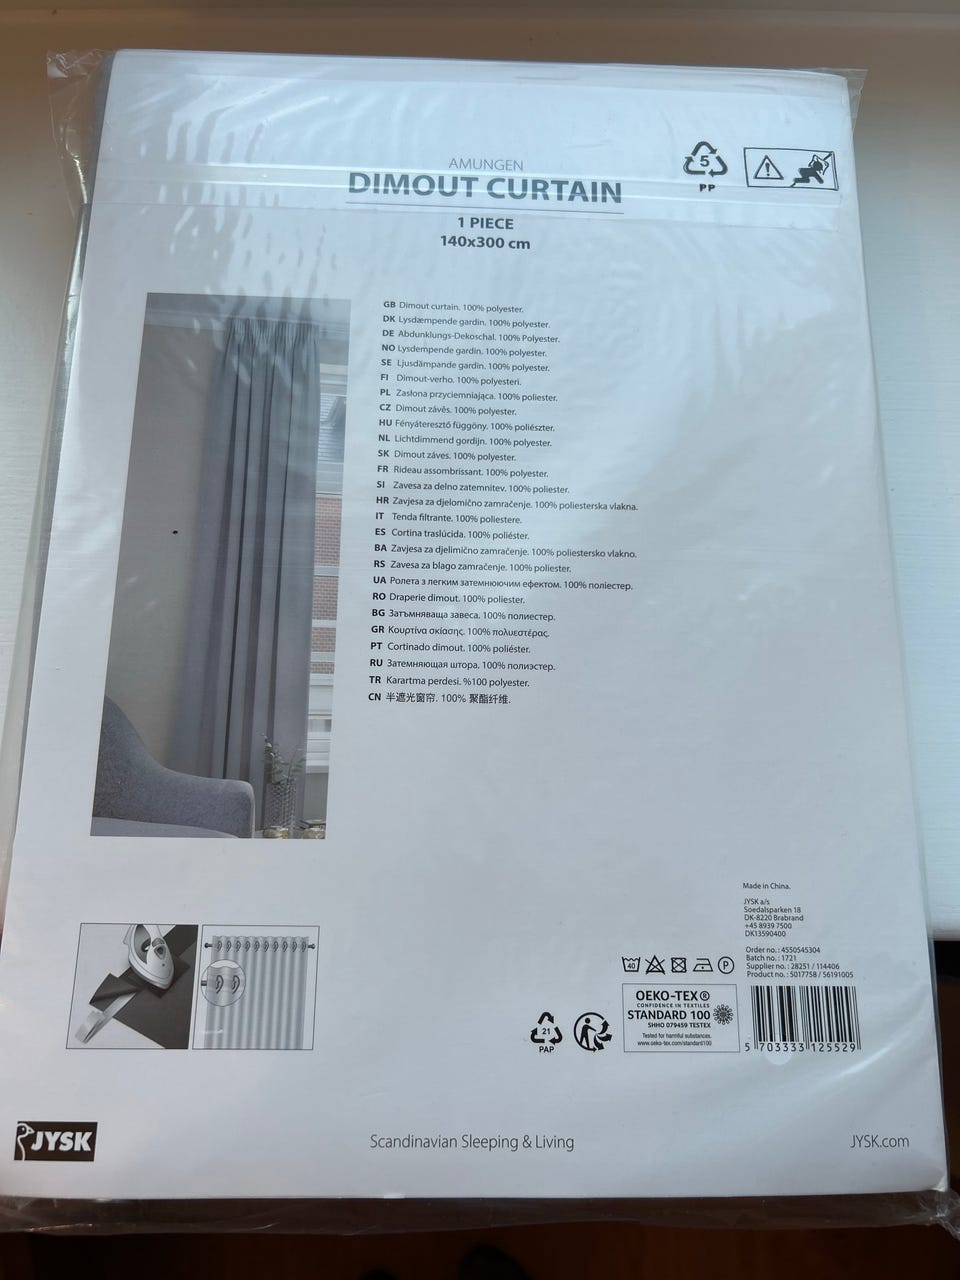 AMUNGEN
DIMOUT CURTAIN
1 PIECE
140x300 cm
5
PP
GB Dimout curtain. 100% polyester.
DK Lysdæmpende gardin. 100% polyester.
DE Abdunklungs-Dekoschal. 100% Polyester.
NO Lysdempende gardin. 100% polyester.
SE Ljusdämpande gardin. 100% polyester.
FI Dimout-verho. 100% polyesteri.
PL Zasłona przyciemniająca. 100% poliester.
CZ Dimout závěs. 100% polyester.
HU Fényáteresztő függöny. 100% poliészter.
NL Lichtdimmend gordijn. 100% polyester.
SK Dimout záves. 100% polyester.
FR Rideau assombrissant. 100% polyester.
SI Zavesa za delno zatemnitev. 100% poliester.
HR Zavjesa za djelomično zamračenje. 100% poliesterska vlakna.
IT Tenda filtrante. 100% poliestere.
ES Cortina traslúcida. 100% poliéster.
BA Zavjesa za djelimično zamračenje. 100% poliestersko vlakno.
RS Zavesa za blago zamračenje. 100% poliester.
UA Ролета з легким затемнюючим ефектом. 100% поліестер.
RO Draperie dimout. 100% poliester.
BG Затъмняваща завеса. 100% полиестер.
GR Κουρτίνα σκίασης. 100% πολυεστέρας.
PT Cortinado dimout. 100% poliéster.
RU Затемняющая штора. 100% полиэстер.
TR Karartma perdesi. %100 polyester.
CN 半遮光窗帘. 100% 聚酯纤维.
Made in China.
JYSK a/s
Soedalsparken 18
DK-8220 Brabrand
+45 8939 7500
DK13590400
Order no.: 4550545304
Batch no.: 1721
Supplier no.: 28251 / 114406
Product no.: 5017758 / 56191005
40
P
OEKO-TEX®
CONFIDENCE IN TEXTILES
STANDARD 100
SHHO 079459 TESTEX
Tested for harmful substances.
www.oeko-tex.com/standard100
21
PAP
5 703333 125529
JYSK
Scandinavian Sleeping & Living
JYSK.com